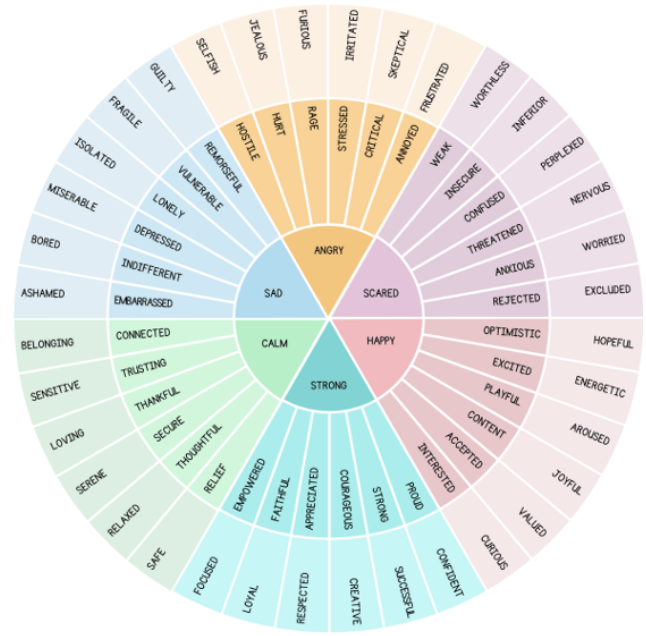 SELFISH
JEALOUS
FURIOUS
IRRITATED
SKEPTICAL
FRUSTRATED
WORTHLESS
INFERIOR
PERPLEXED
NERVOUS
WORRIED
EXCLUDED
HOPEFUL
ENERGETIC
AROUSED
JOYFUL
VALUED
CURIOUS
CONFIDENT
SUCCESSFUL
CREATIVE
RESPECTED
LOYAL
FOCUSED
SAFE
RELAXED
SERENE
LOVING
SENSITIVE
BELONGING
ASHAMED
BORED
MISERABLE
ISOLATED
FRAGILE
GUILTY
HOSTILE
HURT
RAGE
STRESSED
CRITICAL
ANNOYED
WEAK
INSECURE
CONFUSED
THREATENED
ANXIOUS
REJECTED
OPTIMISTIC
EXCITED
PLAYFUL
CONTENT
ACCEPTED
INTERESTED
PROUD
STRONG
COURAGEOUS
APPRECIATED
FAITHFUL
EMPOWERED
RELIEF
THOUGHTFUL
SECURE
THANKFUL
TRUSTING
CONNECTED
EMBARRASSED
INDIFFERENT
DEPRESSED
LONELY
VULNERABLE
REMORSEFUL
ANGRY
SCARED
HAPPY
STRONG
CALM
SAD